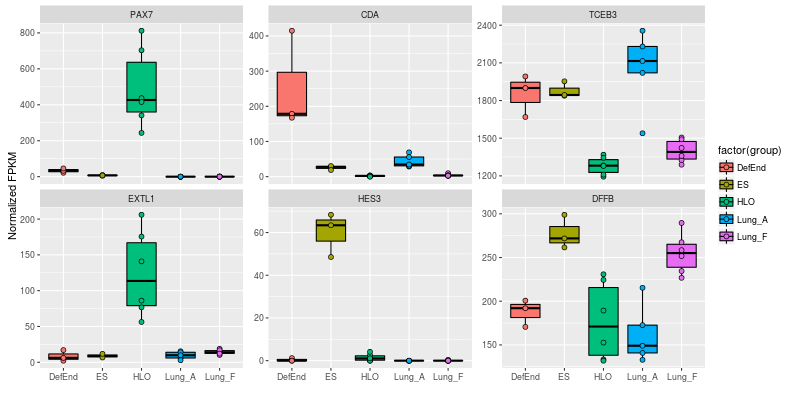 PAX7 CDA TCEB3
800
600
400
200
0
400
300
200
100
0
2400
2100
1800
1500
1200
EXTL1 HES3 DFFB
200
150
100
50
0
60
40
20
0
300
250
200
150
DefEnd ES HLO Lung_A Lung_F DefEnd ES HLO Lung_A Lung_F DefEnd ES HLO Lung_A Lung_F
Normalized FPKM
factor(group)
DefEnd
ES
HLO
Lung_A
Lung_F